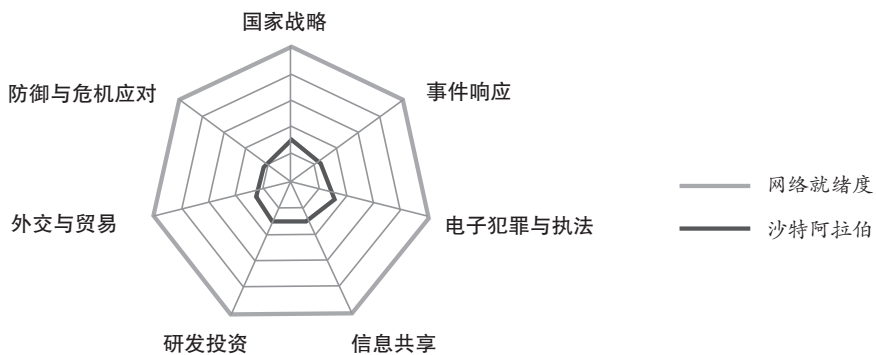 国家战略
防御与危机应对
事件响应
网络就绪度
外交与贸易
电子犯罪与执法
沙特阿拉伯
研发投资
信息共享